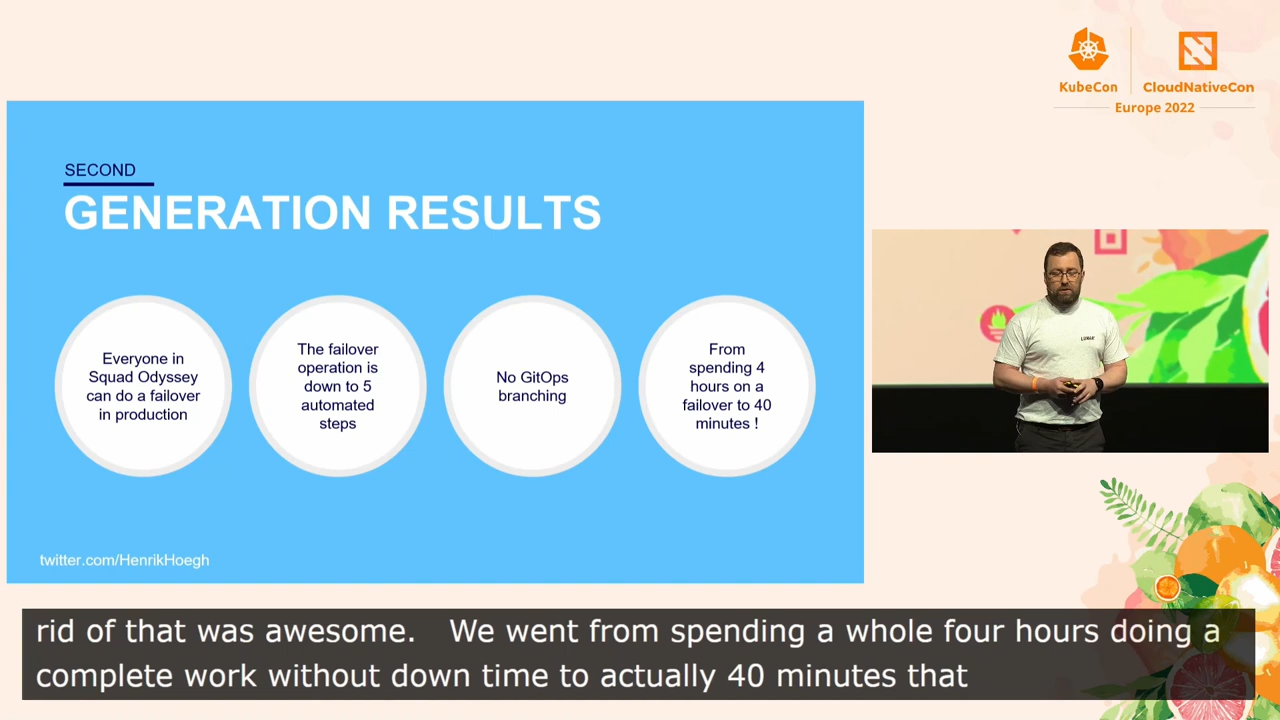 KubeCon
CloudNativeCon
Europe 2022
SECOND
GENERATION RESULTS
Everyone in
Squad Odyssey
can do a failover
in production
The failover
operation is
down to 5
automated
steps
No GitOps
branching
From
spending 4
hours on a
failover to 40
minutes !
twitter.com/HenrikHoegh
LUNAR
rid of that was awesome. We went from spending a whole four hours doing a
complete work without down time to actually 40 minutes that